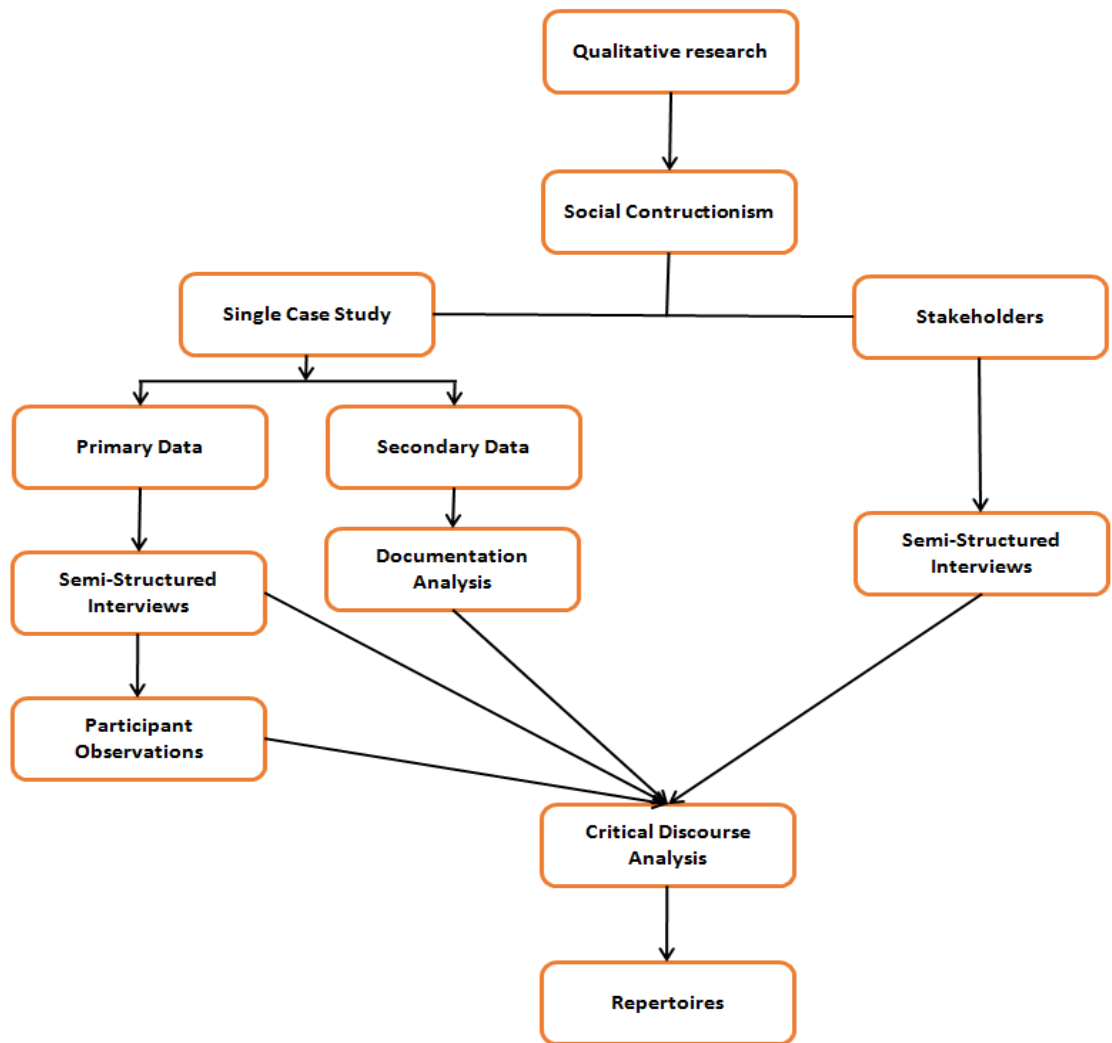 Qualitative research
Social Contructionism
Single Case Study
Stakeholders
Primary Data
Secondary Data
Semi-Structured
Interviews
Documentation
Analysis
Semi-Structured
Interviews
Participant
Observations
Critical Discourse
Analysis
Repertoires